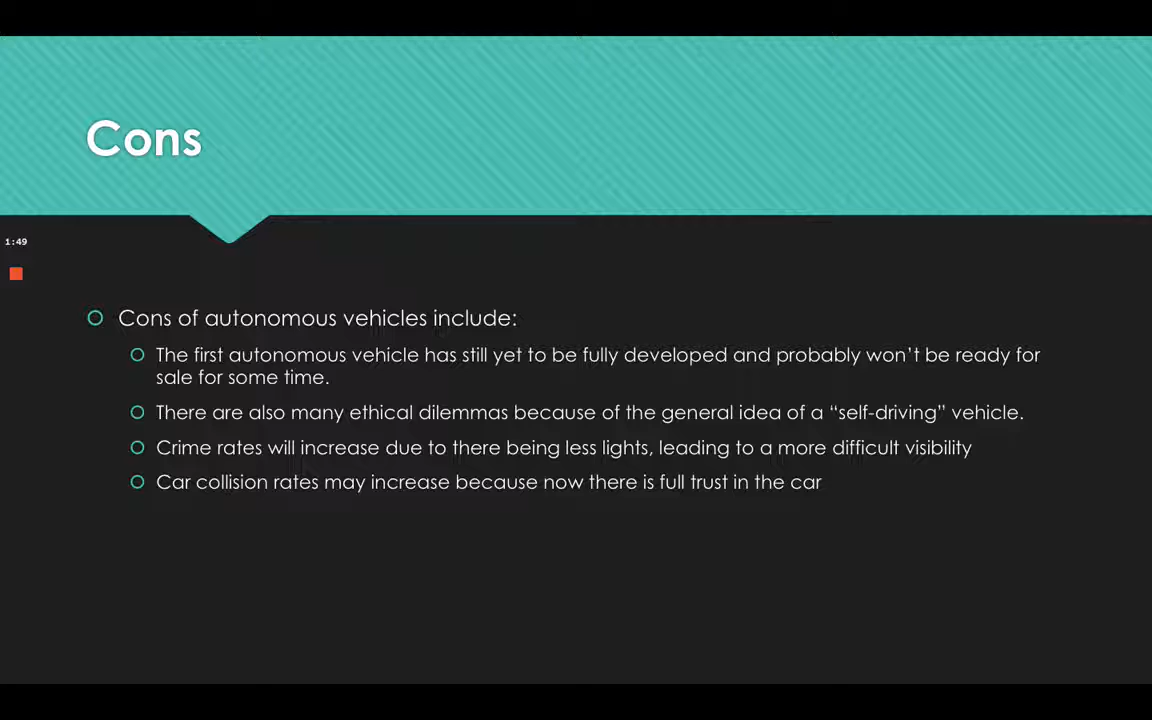 Cons
1:49
Cons of autonomous vehicles include:
The first autonomous vehicle has still yet to be fully developed and probably won’t be ready for
sale for some time.
There are also many ethical dilemmas because of the general idea of a “self-driving” vehicle.
Crime rates will increase due to there being less lights, leading to a more difficult visibility
Car collision rates may increase because now there is full trust in the car